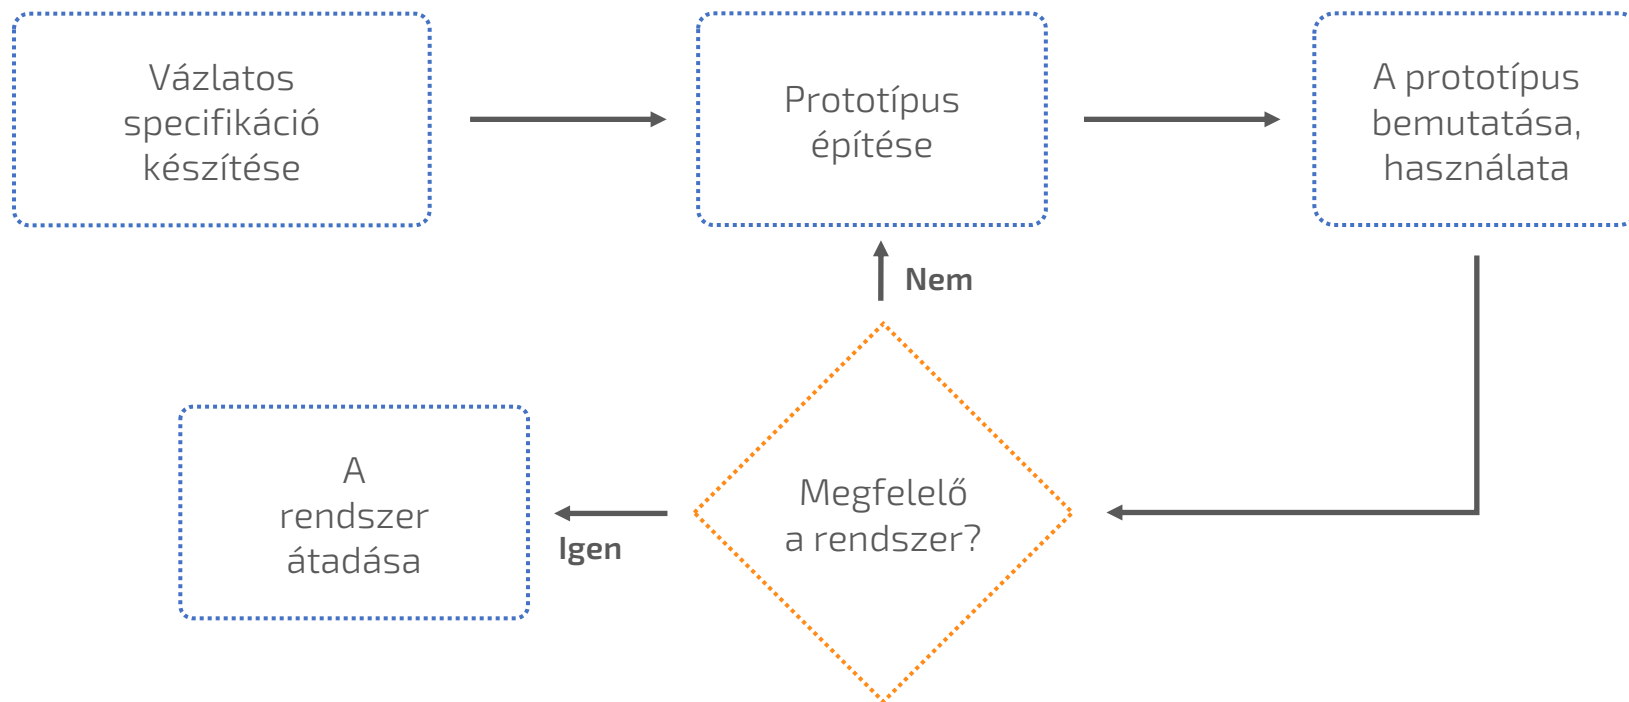 Vázlatos
specifikáció
készítése
Prototípus
építése
A prototípus
bemutatása,
használata
Nem
Megfelelő
a rendszer?
Igen
A
rendszer
átadása